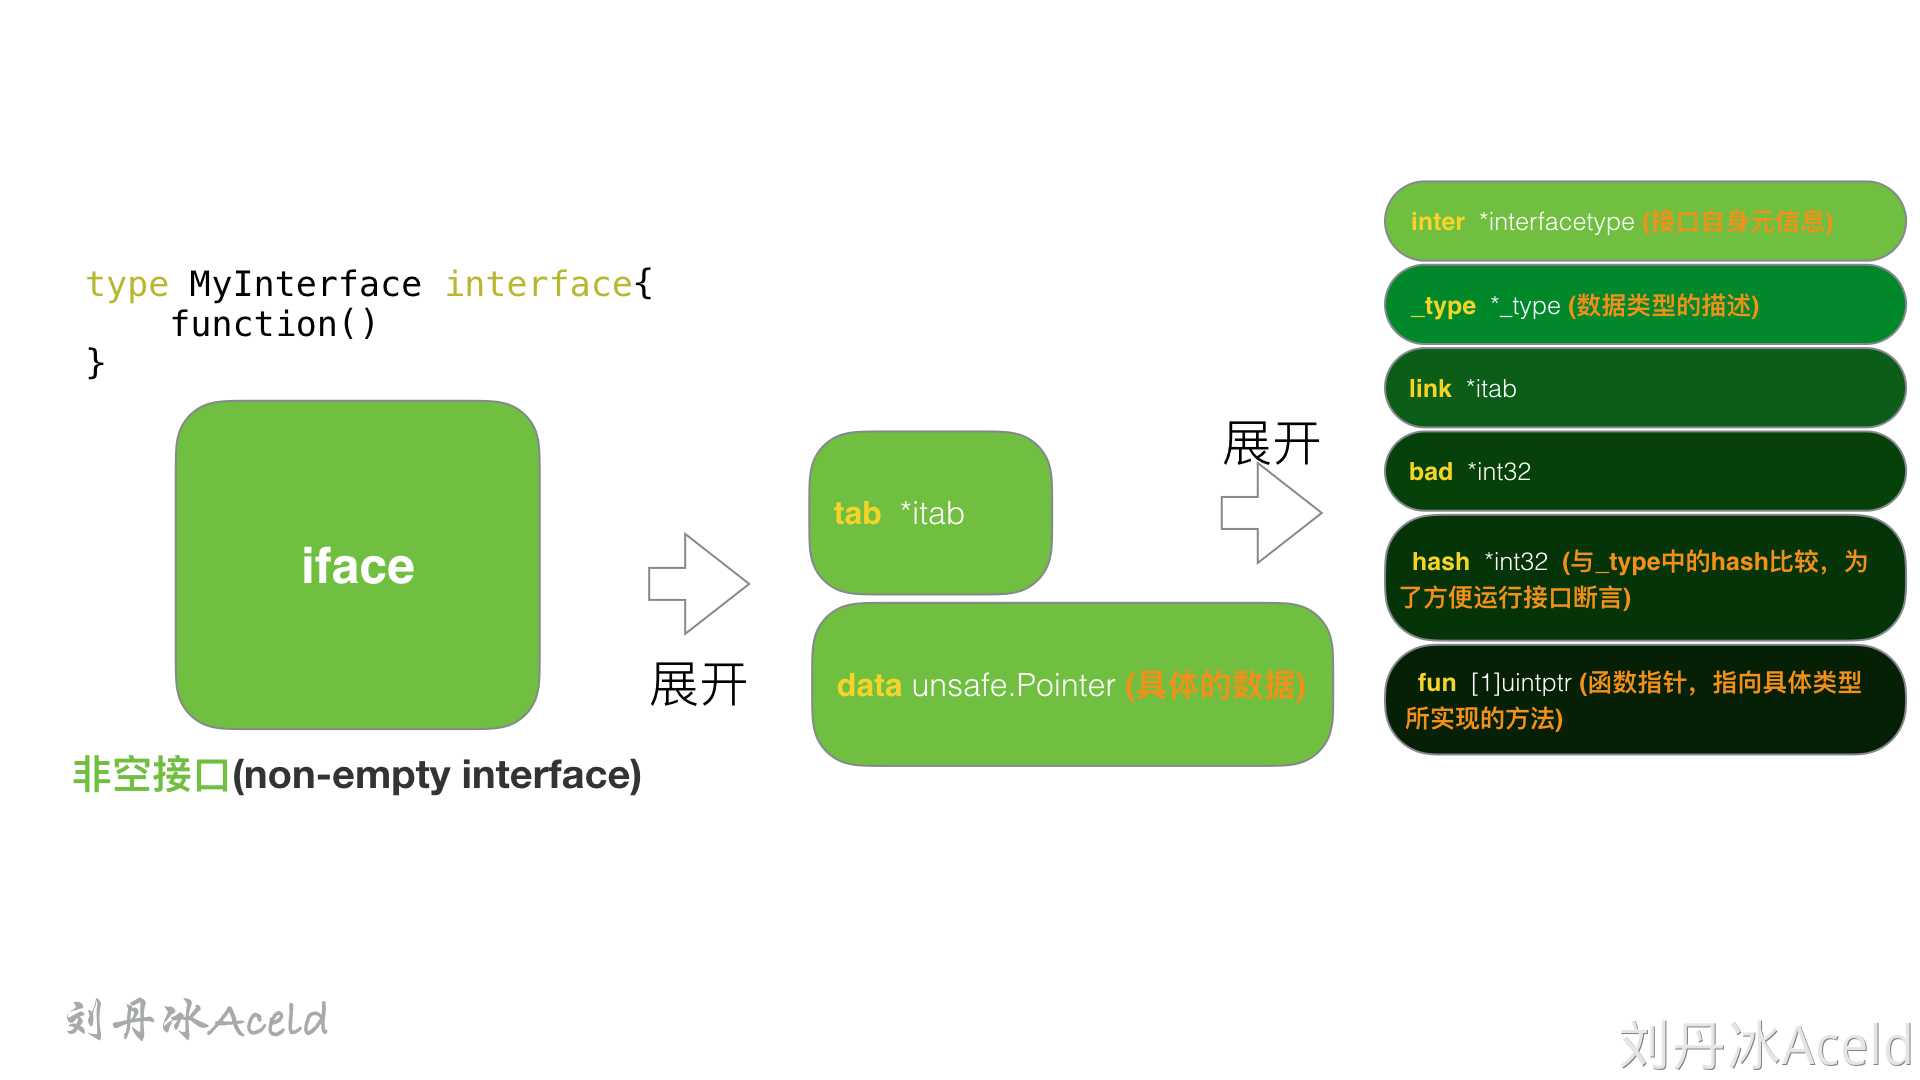 type MyInterface interface{
function()
}
iface
非空接口(non-empty interface)
展开
tab *itab
data unsafe.Pointer (具体的数据)
展开
inter *interfacetype (接口自身元信息)
_type *_type (数据类型的描述)
link *itab
bad *int32
hash *int32 (与_type中的hash比较，为
了方便运行接口断言)
fun [1]uintptr (函数指针，指向具体类型
所实现的方法)
刘丹冰Aceld
刘丹冰Aceld